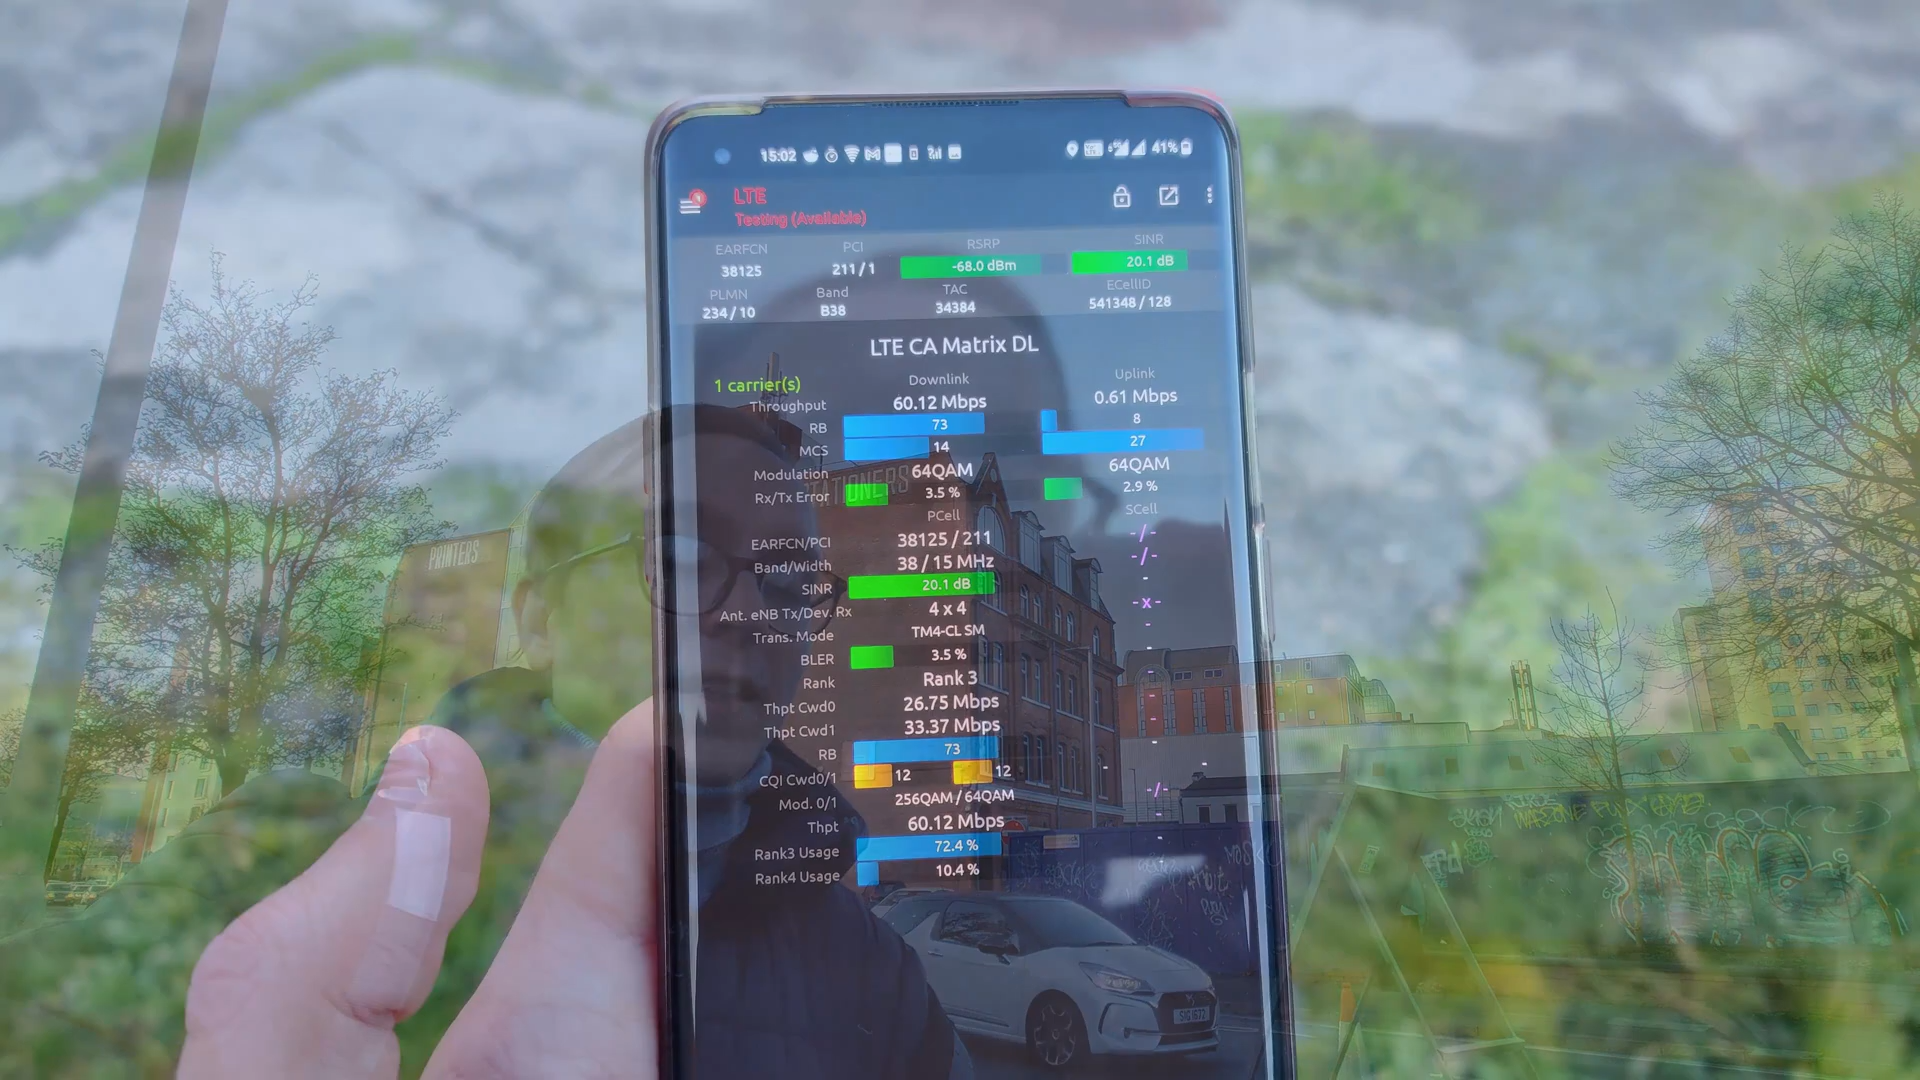 15:02
41%
LTE
Testing (Available)
EARFCN PCI RSRP SINR
38125 211 / 1 -68.0 dBm 20.1 dB
PLMN Band TAC ECellID
234 / 10 B38 34384 541348 / 128
LTE CA Matrix DL
1 carrier(s) Downlink Uplink
Throughput 60.12 Mbps 0.61 Mbps
RB 73 8
MCS 14 27
Modulation 64QAM 64QAM
Rx/Tx Error 3.5 % 2.9 %
PCell SCell
EARFCN/PCI 38125 / 211 - / -
Band/Width 38 / 15 MHz - / -
SINR 20.1 dB -
Ant. eNB Tx/Dev. Rx 4 x 4 - x -
Trans. Mode TM4-CL SM -
BLER 3.5 % -
Rank Rank 3 -
Thpt Cwd0 26.75 Mbps -
Thpt Cwd1 33.37 Mbps -
RB 73 -
CQI Cwd0/1 12 12 - -
Mod. 0/1 256QAM / 64QAM - / -
Thpt 60.12 Mbps -
Rank3 Usage 72.4 % -
Rank4 Usage 10.4 % -
PRINTERS
STATIONERS